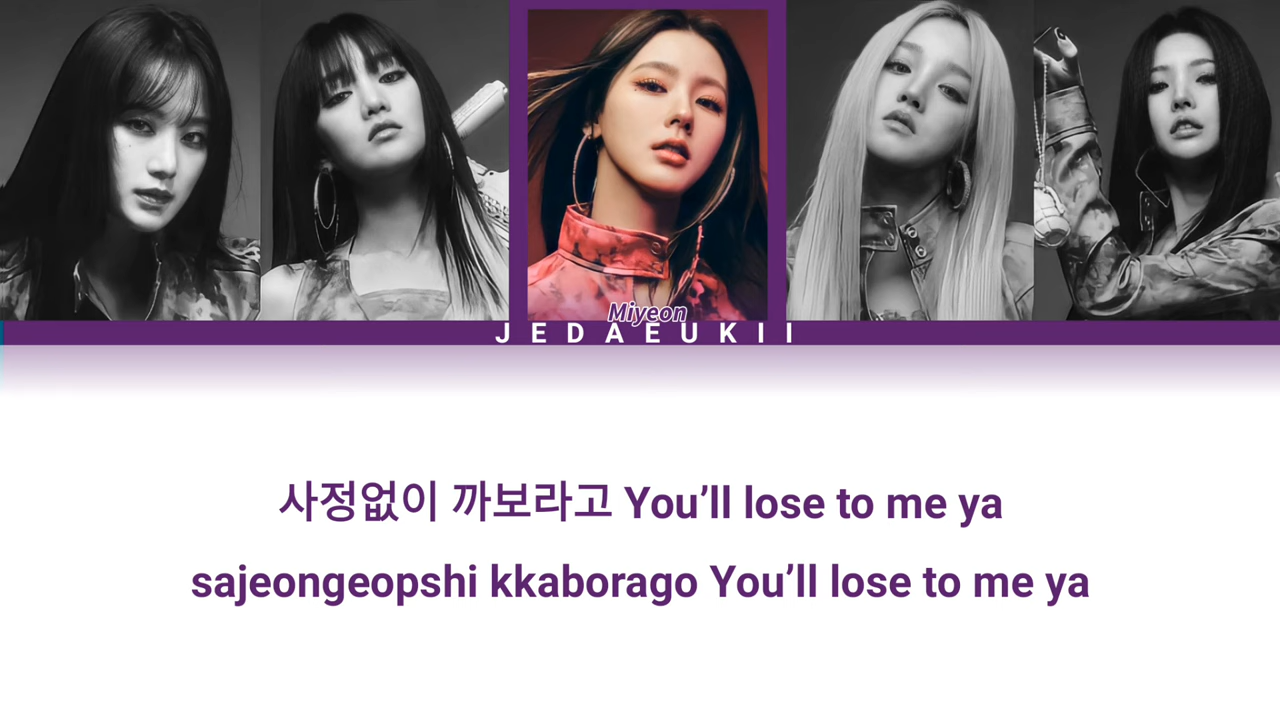 Miyeon
JEDAEUKII
사정없이 까보라고 You’ll lose to me ya
sajeongeopshi kkaborago You’ll lose to me ya